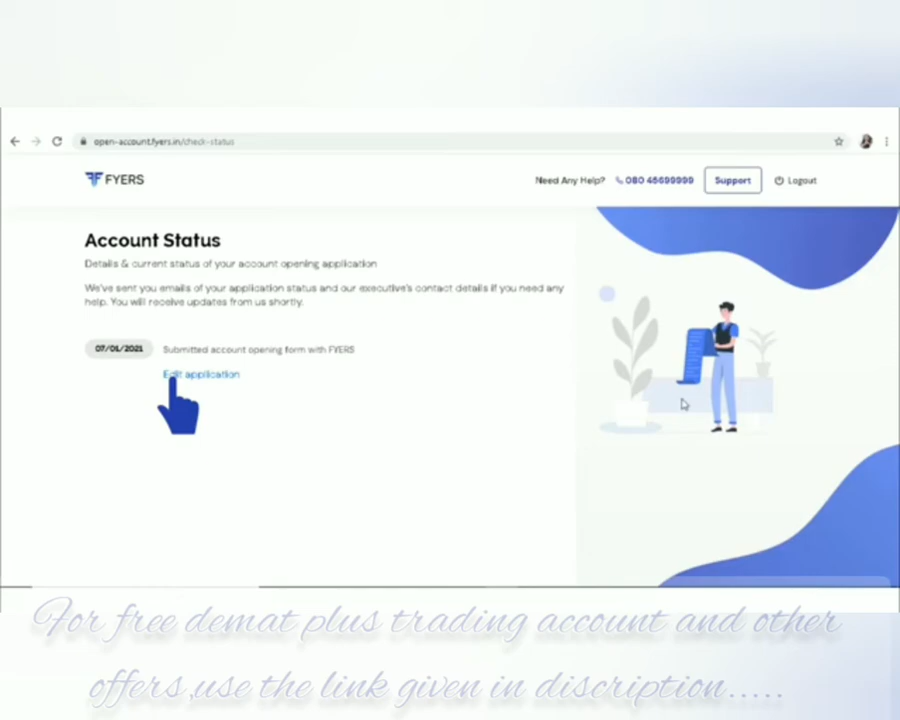 open-account.fyers.in/check-status
FYERS
Need Any Help? 080 45699999 Support Logout
Account Status
Details & current status of your account opening application
We've sent you emails of your application status and our executive's contact details if you need any
help. You will receive updates from us shortly.
07/01/2021 Submitted account opening form with FYERS
Edit application
For free demat plus trading account and other
offers,use the link given in discription.....